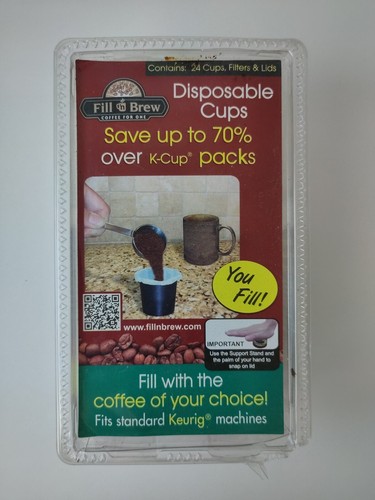 Contains: 24 Cups, Filters & Lids
Fill 'n Brew
COFFEE FOR ONE
Disposable
Cups
Save up to 70%
over K-Cup® packs
You
Fill!
www.fillnbrew.com
IMPORTANT
Use the Support Stand and
the palm of your hand to
snap on lid
Fill with the
coffee of your choice!
Fits standard Keurig® machines